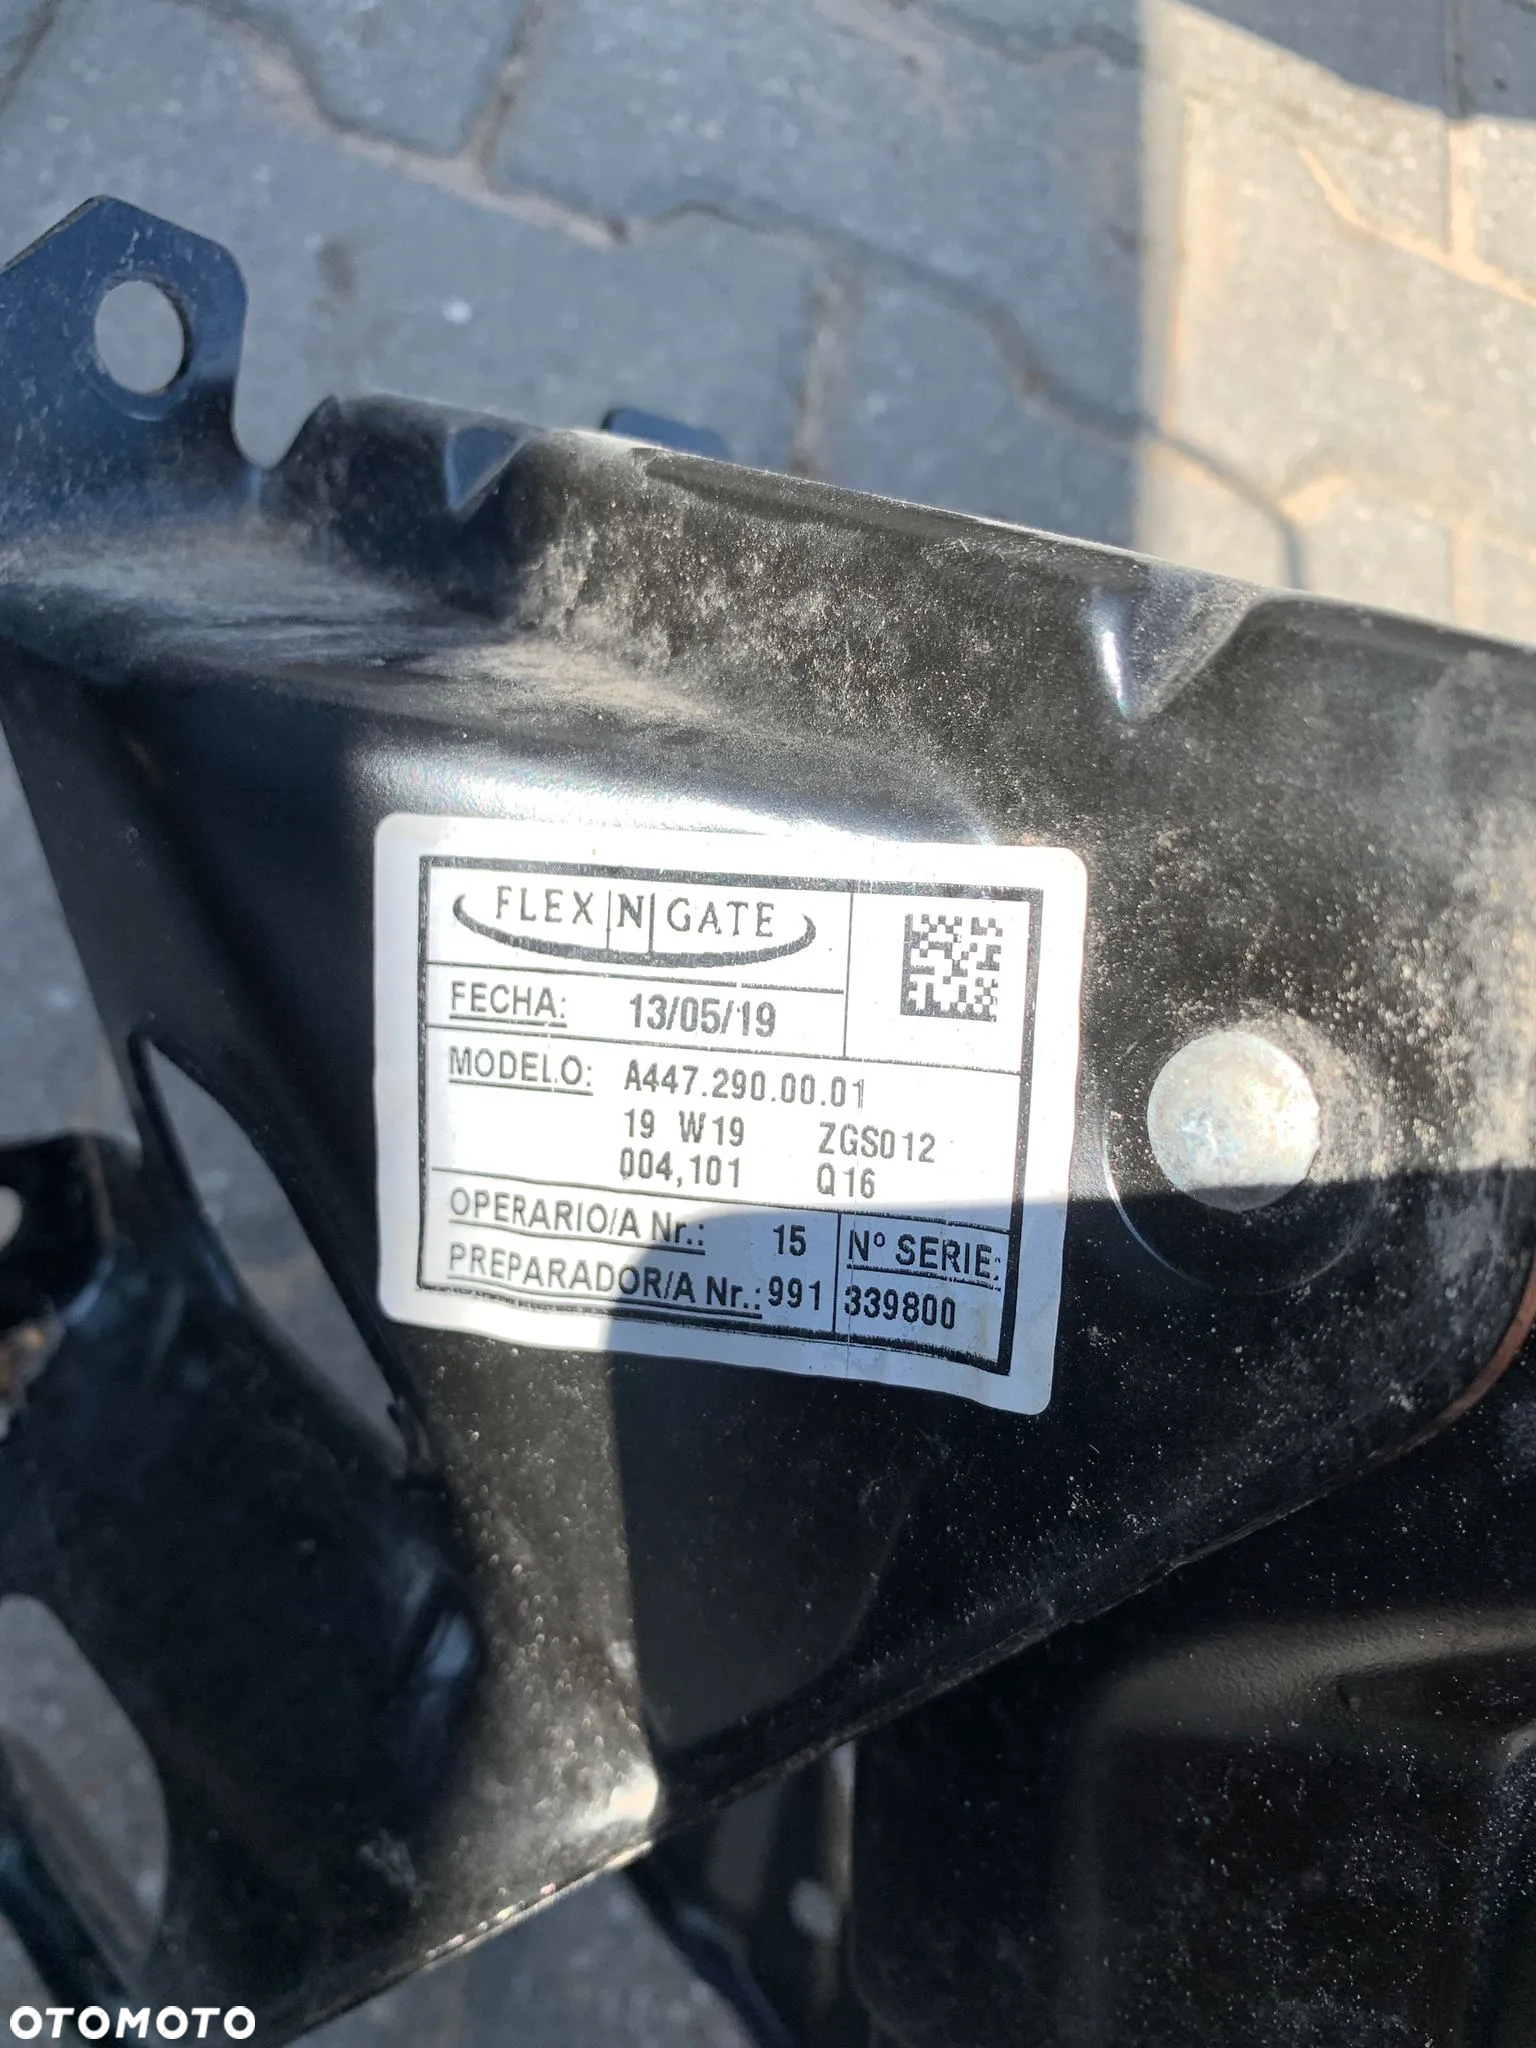 FLEX N GATE
FECHA: 13/05/19
MODELO: A447.290.00.01
19 W19 ZGS012
004,101 Q16
OPERARIO/A Nr.: 15
PREPARADOR/A Nr.: 991
Nº SERIE:
339800
OTOMOTO